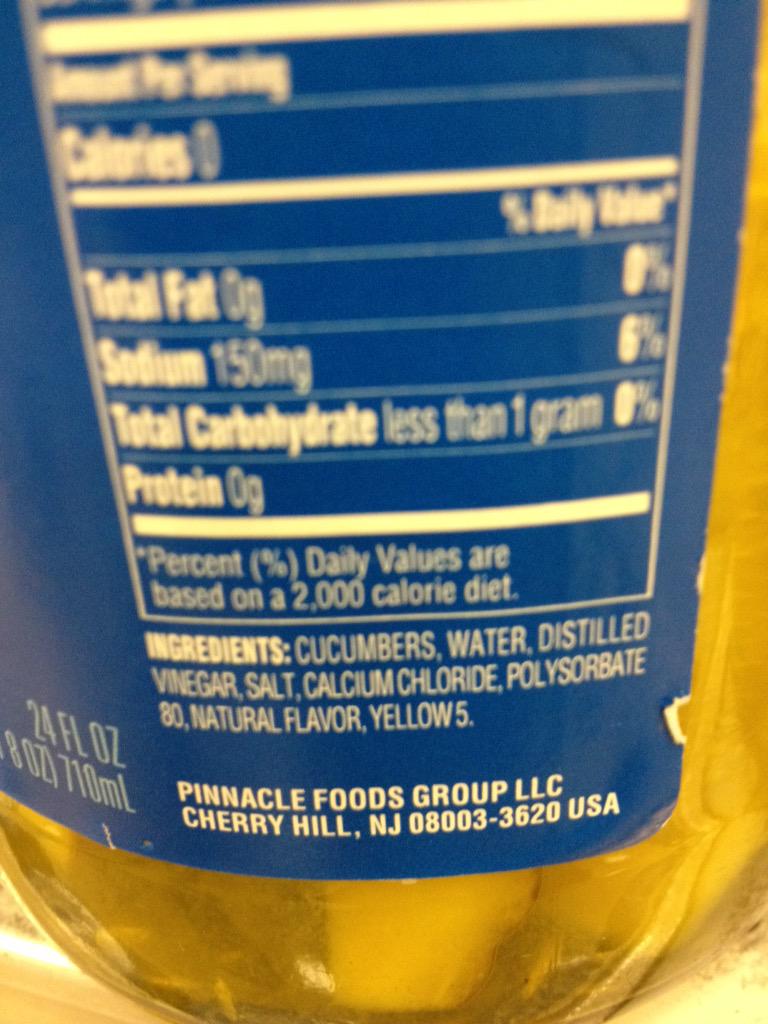 Amount Per Serving
Calories 0
% Daily Value*
Total Fat 0g 0%
Sodium 150mg 6%
Total Carbohydrate less than 1 gram 0%
Protein 0g
*Percent (%) Daily Values are
based on a 2,000 calorie diet.
INGREDIENTS: CUCUMBERS, WATER, DISTILLED
VINEGAR, SALT, CALCIUM CHLORIDE, POLYSORBATE
80, NATURAL FLAVOR, YELLOW 5.
24 FL OZ
8 OZ) 710mL
PINNACLE FOODS GROUP LLC
CHERRY HILL, NJ 08003-3620 USA